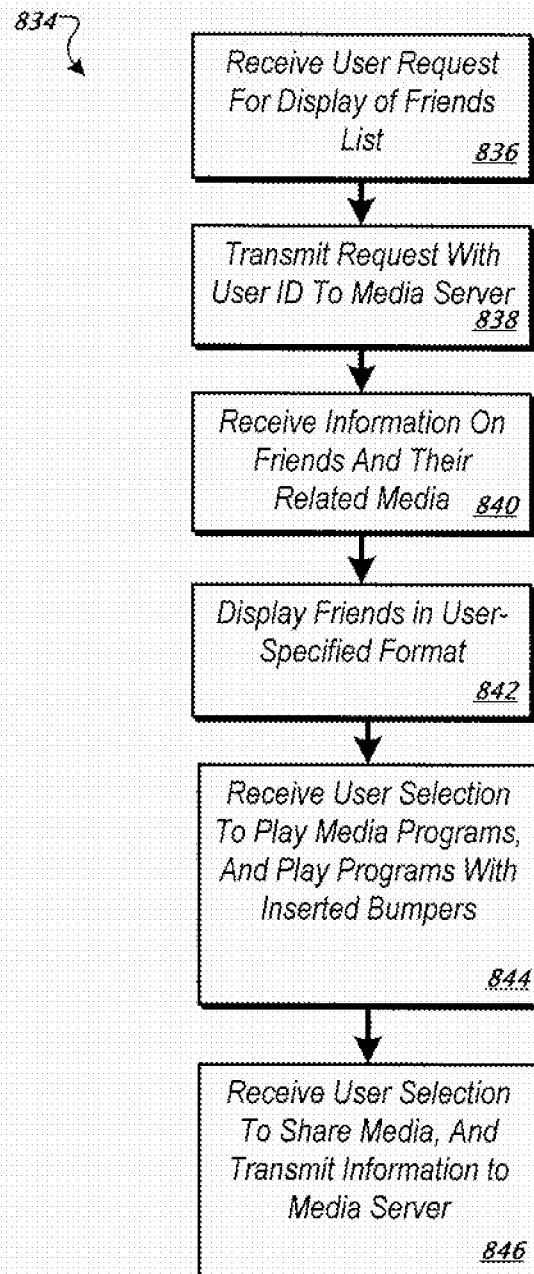 834
Receive User Request
For Display of Friends
List
836
Transmit Request With
User ID To Media Server
838
Receive Information On
Friends And Their
Related Media 840
Display Friends in User-
Specified Format
842
Receive User Selection
To Play Media Programs,
And Play Programs With
Inserted Bumpers
844
Receive User Selection
To Share Media, And
Transmit Information to
Media Server
846